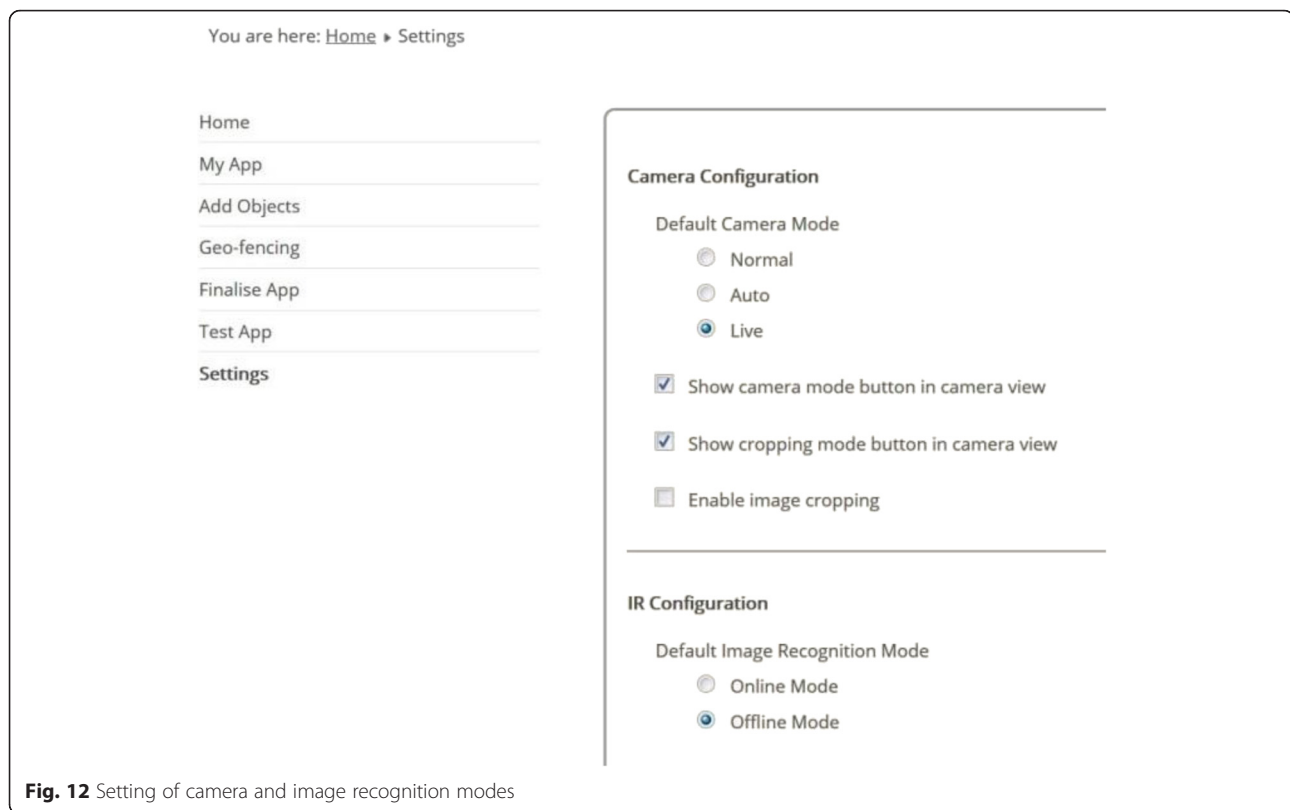 You are here: Home ▸ Settings
Home
My App
Add Objects
Geo-fencing
Finalise App
Test App
Settings
Camera Configuration
Default Camera Mode
Normal
Auto
Live
Show camera mode button in camera view
Show cropping mode button in camera view
Enable image cropping
IR Configuration
Default Image Recognition Mode
Online Mode
Offline Mode
Fig. 12 Setting of camera and image recognition modes